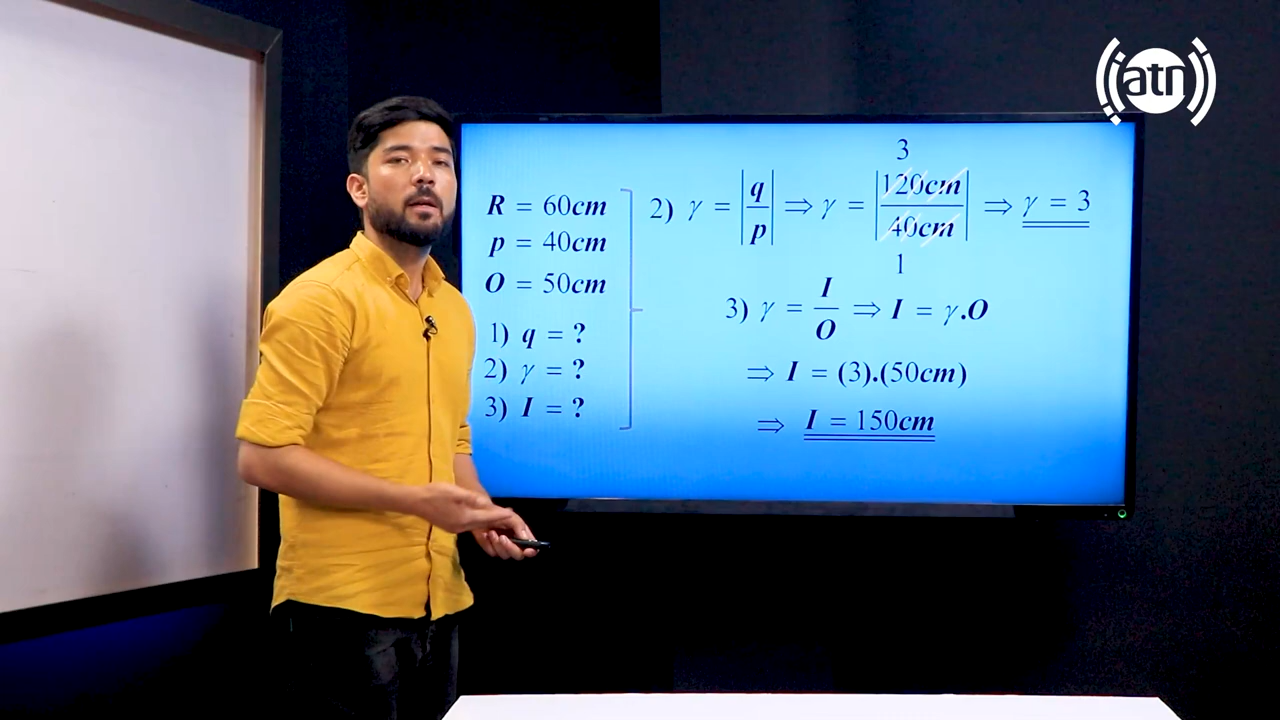 atn
R = 60cm
p = 40cm
O = 50cm
1) q = ?
2) γ = ?
3) I = ?
2) γ = |q/p| ⇒ γ = |120cm/40cm| ⇒ γ = 3
3
1
3) γ = I/O ⇒ I = γ.O
⇒ I = (3).(50cm)
⇒ I = 150cm